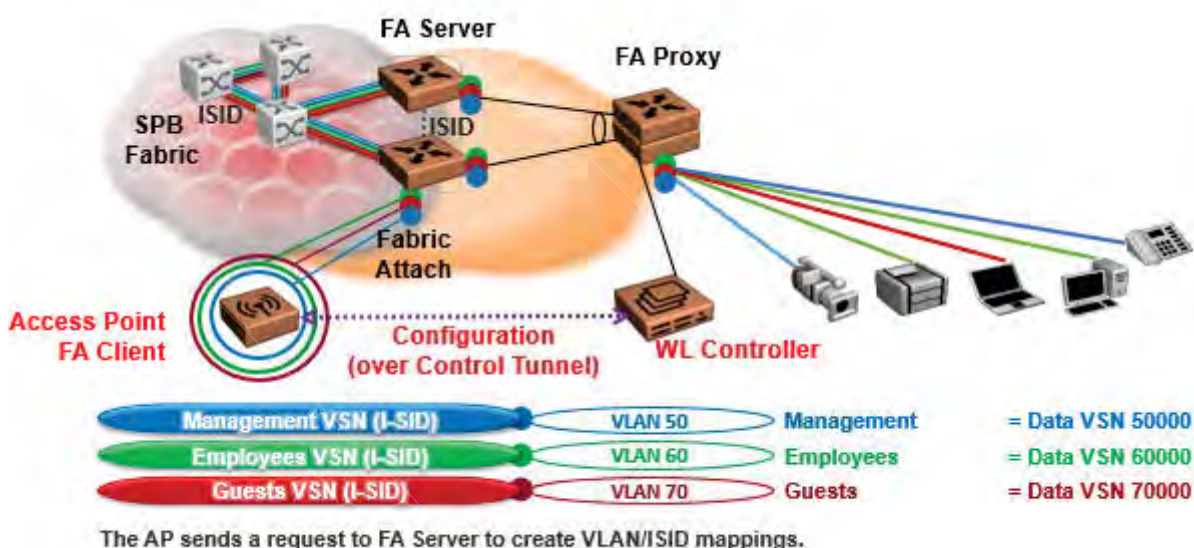 FA Server
FA Proxy
ISID
SPB
Fabric
ISID
Fabric
Attach
Access Point
FA Client
Configuration
(over Control Tunnel)
WL Controller
Management VSN (I-SID) VLAN 50 Management = Data VSN 50000
Employees VSN (I-SID) VLAN 60 Employees = Data VSN 60000
Guests VSN (I-SID) VLAN 70 Guests = Data VSN 70000
The AP sends a request to FA Server to create VLAN/ISID mappings.